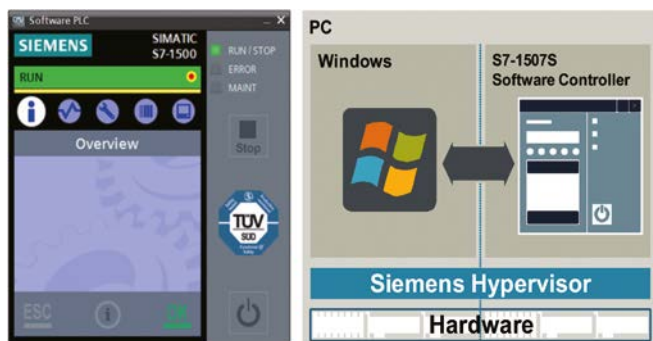 Software PLC
SIEMENS
SIMATIC
S7-1500
RUN
Overview
ESC
OK
RUN / STOP
ERROR
MAINT
Stop
TÜV
SÜD
PC
Windows
S7-1507S
Software Controller
Siemens Hypervisor
Hardware